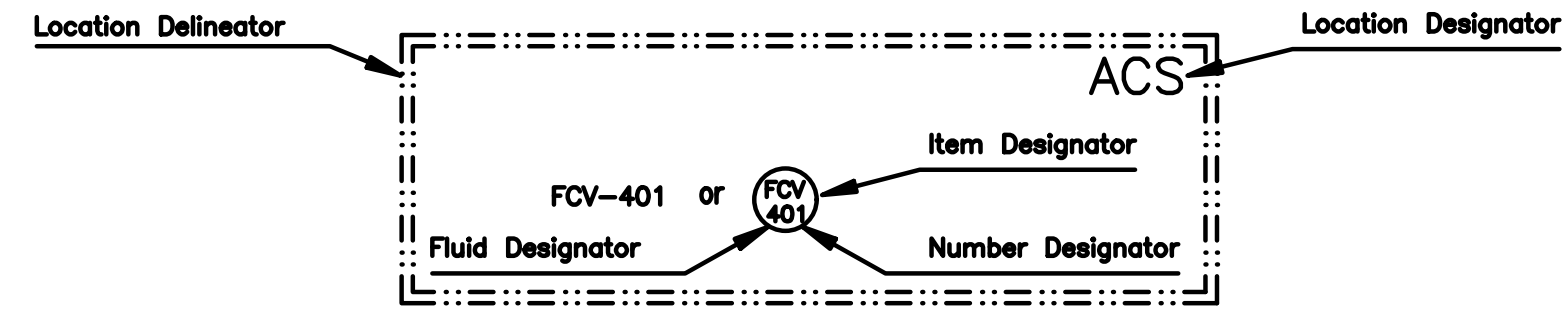 Location Delineator
Location Designator
ACS
Item Designator
FCV-401 or
FCV
401
Fluid Designator
Number Designator